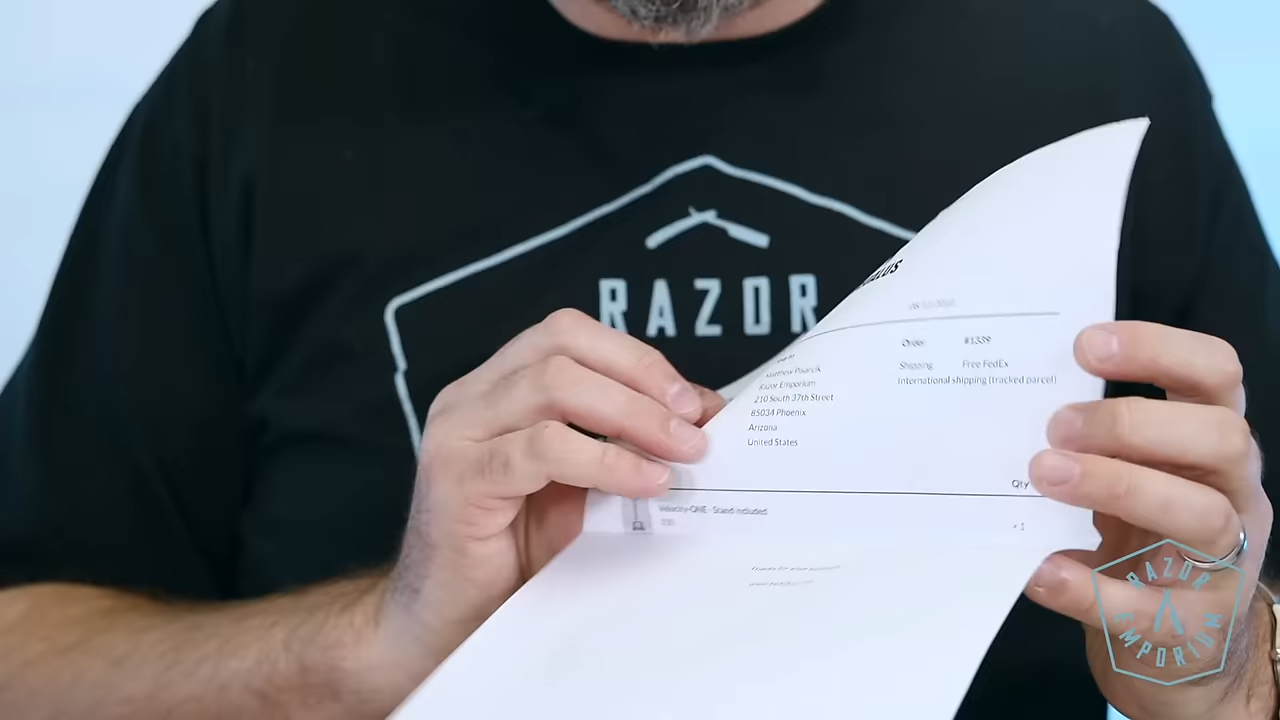 RAZOR
Order #1339
Shipping Free FedEx
International shipping (tracked parcel)
Matthew Pisarcik
Razor Emporium
210 South 37th Street
85034 Phoenix
Arizona
United States
Qty
Velocity-ONE - Stand included
× 1
RAZOR
EMPORIUM